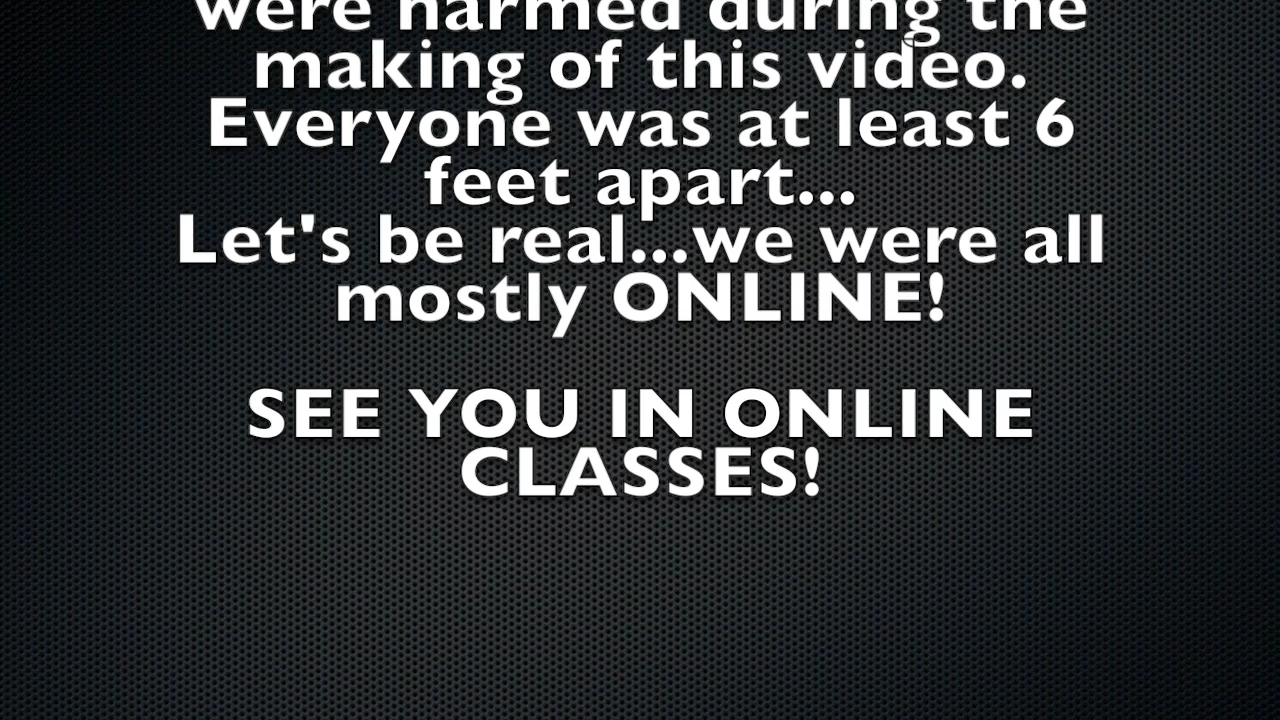 were harmed during the
making of this video.
Everyone was at least 6
feet apart...
Let's be real...we were all
mostly ONLINE!
SEE YOU IN ONLINE
CLASSES!